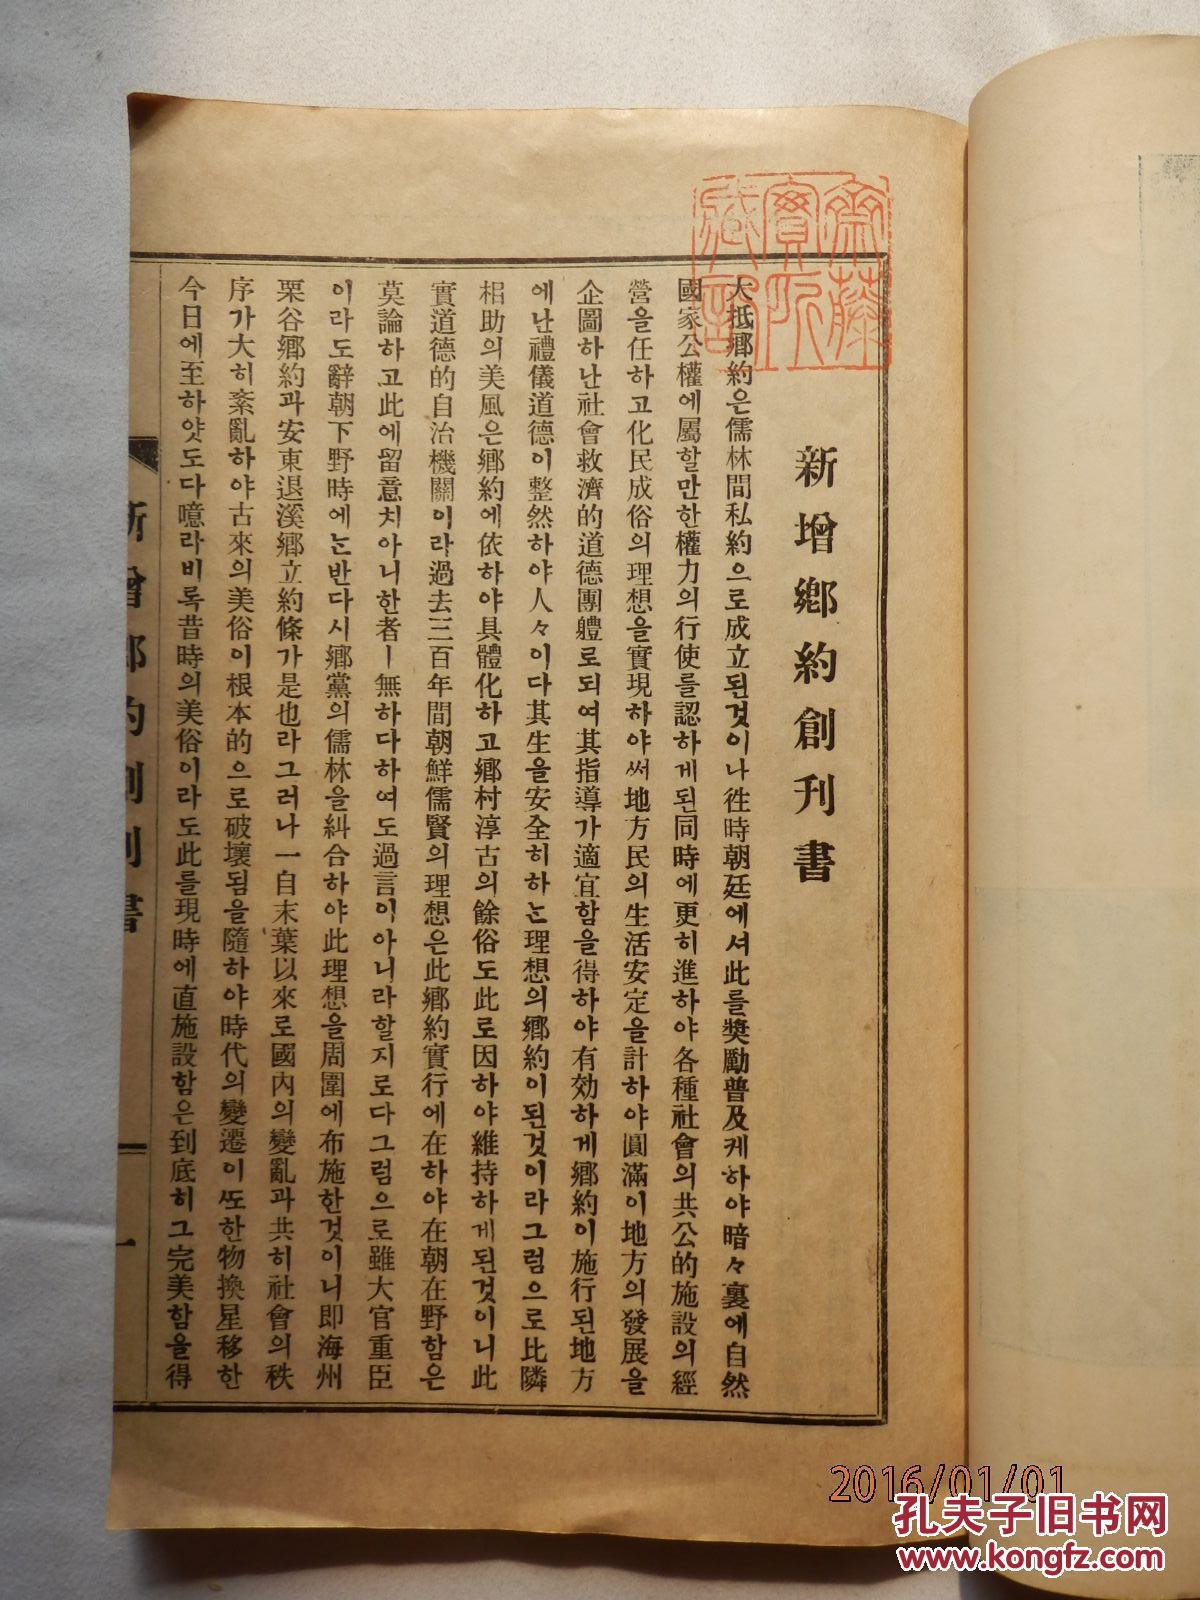 齋藤
實所
藏記
新增鄕約創刊書
大抵鄕約은儒林間私約으로成立된것이나徃時朝廷에셔此를奬勵普及케하야暗々裏에自然
國家公權에屬할만한權力의行使를認하게된同時에更히進하야各種社會의共公的施設의經
營을任하고化民成俗의理想을實現하야써地方民의生活安定을計하야圓滿이地方의發展을
企圖하난社會救濟的道德團體로되여其指導가適宜함을得하야有効하게鄕約이施行된地方
에난禮儀道德이整然하야人々이다其生을安全히하는理想의鄕約이된것이라그럼으로比隣
相助의美風은鄕約에依하야具體化하고鄕村淳古의餘俗도此로因하야維持하게된것이니此
實道德的自治機關이라過去三百年間朝鮮儒賢의理想은此鄕約實行에在하야在朝在野함은
莫論하고此에留意치아니한者ㅣ無하다하여도過言이아니라할지로다그럼으로雖大官重臣
이라도辭朝下野時에는반다시鄕黨의儒林을糾合하야此理想을周圍에布施한것이니即海州
栗谷鄕約과安東退溪鄕立約條가是也라그러나一自末葉以來로國內의變亂과共히社會의秩
序가大히紊亂하야古來의美俗이根本的으로破壞됨을隨하야時代의變遷이ᄯᅩ한物換星移한
今日에至하얏도다噫라비록昔時의美俗이라도此를現時에直施設함은到底히그完美함을得
新增鄕約創刊書
一
2016/01/01
孔夫子旧书网
www.kongfz.com